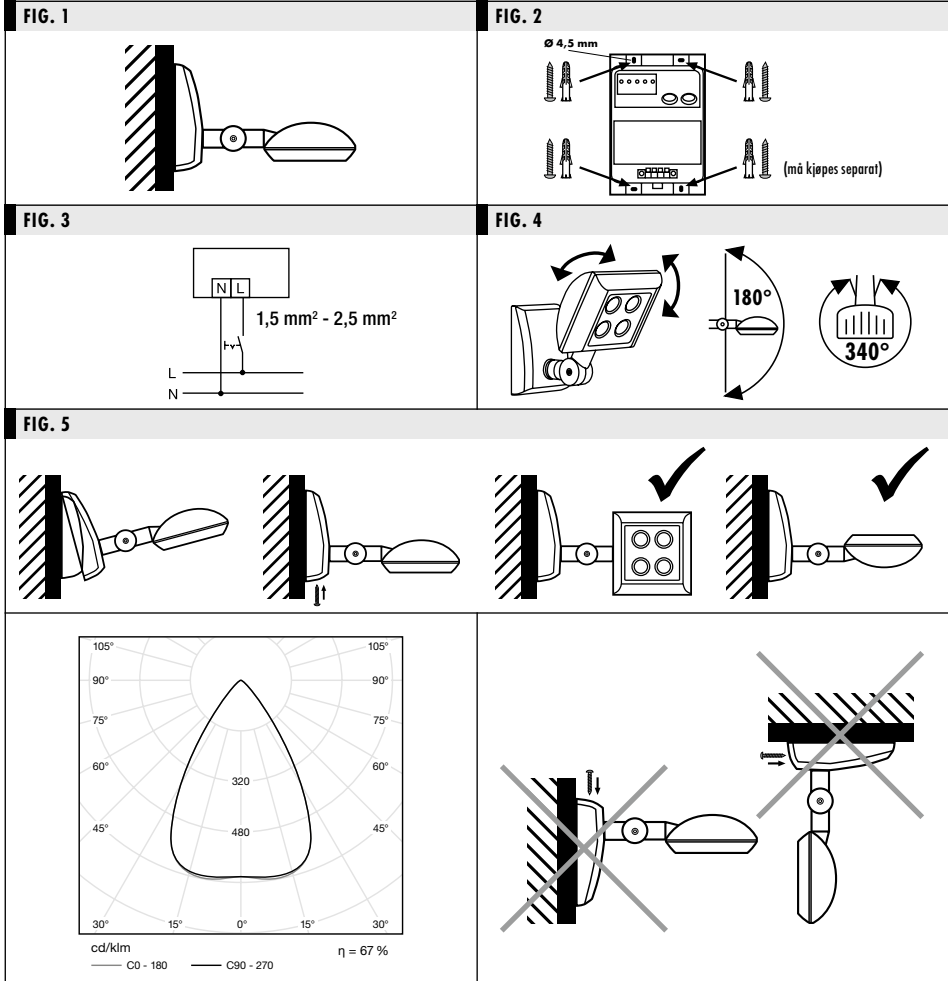 FIG. 1
FIG. 2
Ø 4,5 mm
(må kjøpes separat)
FIG. 3
N L
1,5 mm² - 2,5 mm²
L
N
FIG. 4
180°
340°
FIG. 5
105° 105°
90° 90°
75° 75°
60° 60°
320
45° 45°
480
30° 15° 0° 15° 30°
cd/klm η = 67 %
C0 - 180 C90 - 270